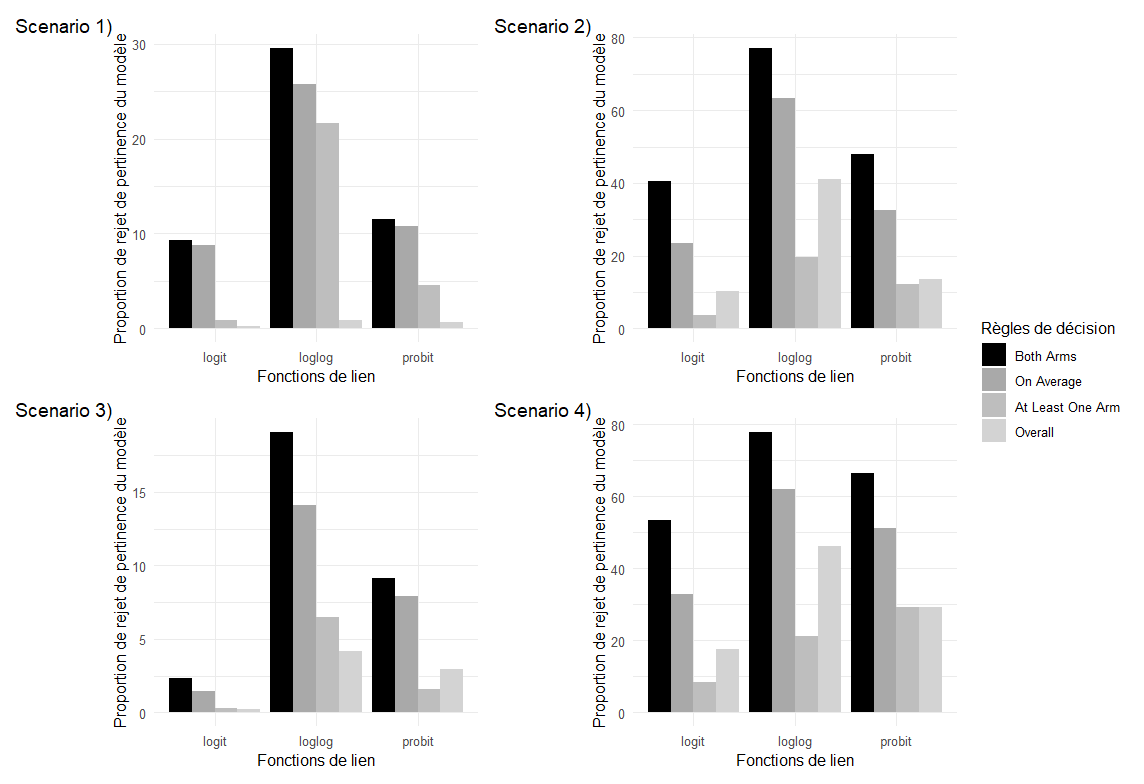 Scenario 1)
Proportion de rejet de pertinence du modèle
30
20
10
0
logit
loglog
probit
Fonctions de lien
Scenario 2)
Proportion de rejet de pertinence du modèle
80
60
40
20
0
logit
loglog
probit
Fonctions de lien
Scenario 3)
Proportion de rejet de pertinence du modèle
15
10
5
0
logit
loglog
probit
Fonctions de lien
Scenario 4)
Proportion de rejet de pertinence du modèle
80
60
40
20
0
logit
loglog
probit
Fonctions de lien
Règles de décision
Both Arms
On Average
At Least One Arm
Overall